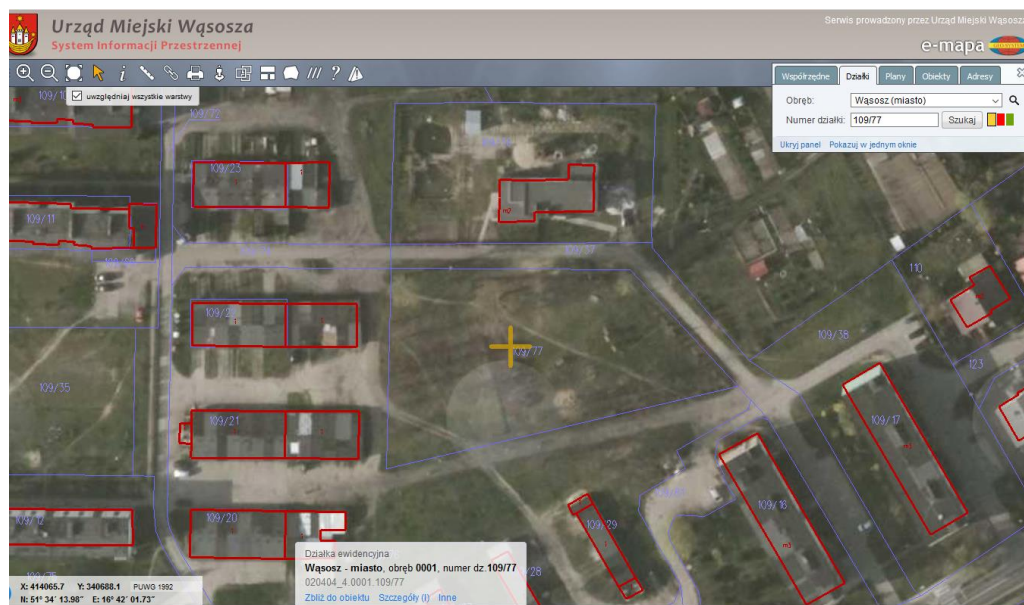 Urząd Miejski Wąsosza
System Informacji Przestrzennej
Serwis prowadzony przez Urząd Miejski Wąsosza
e-mapa
uwzględniaj wszystkie warstwy
Współrzędne Działki Plany Obiekty Adresy
Obręb: Wąsosz (miasto)
Numer działki: 109/77 Szukaj
Ukryj panel Pokazuj w jednym oknie
109/23
109/11
110
109/38
109/77
123
109/35
109/21
109/17
109/12
109/20
109/16
109/29
Działka ewidencyjna
Wąsosz - miasto, obręb 0001, numer dz.109/77
020404_4.0001.109/77
Zbliż do obiektu Szczegóły (I) Inne
X: 414065.7 Y: 340688.1 PUWG 1992
N: 51° 34' 13.98" E: 16° 42' 01.73"